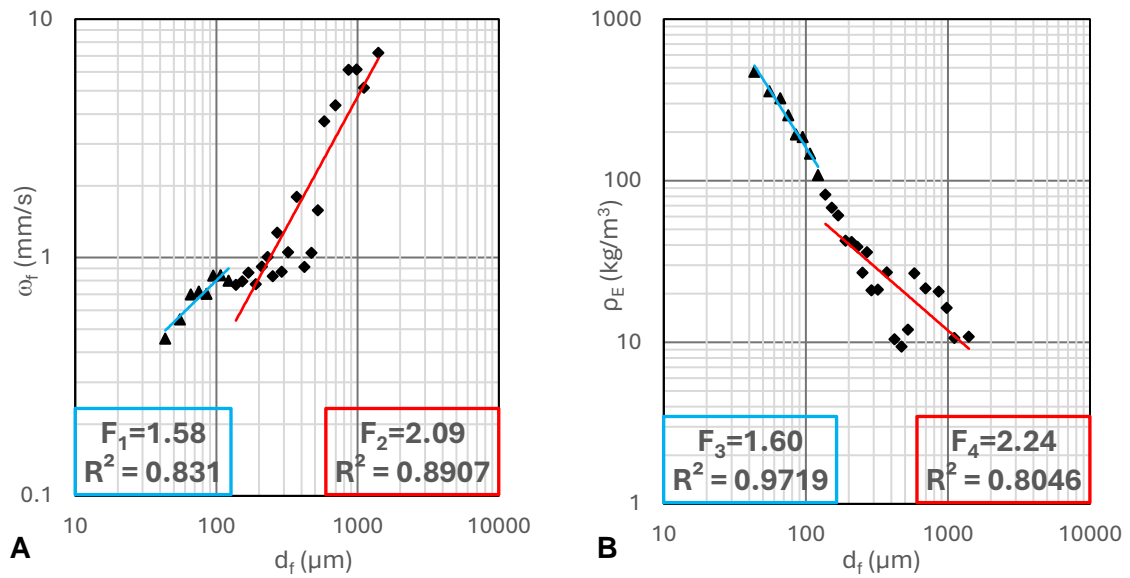 10
1
0.1
ω_f (mm/s)
F₁=1.58
R² = 0.831
F₂=2.09
R² = 0.8907
10 100 1000 10000
d_f (μm)
A
1000
100
10
1
ρ_E (kg/m³)
F₃=1.60
R² = 0.9719
F₄=2.24
R² = 0.8046
10 100 1000 10000
d_f (μm)
B